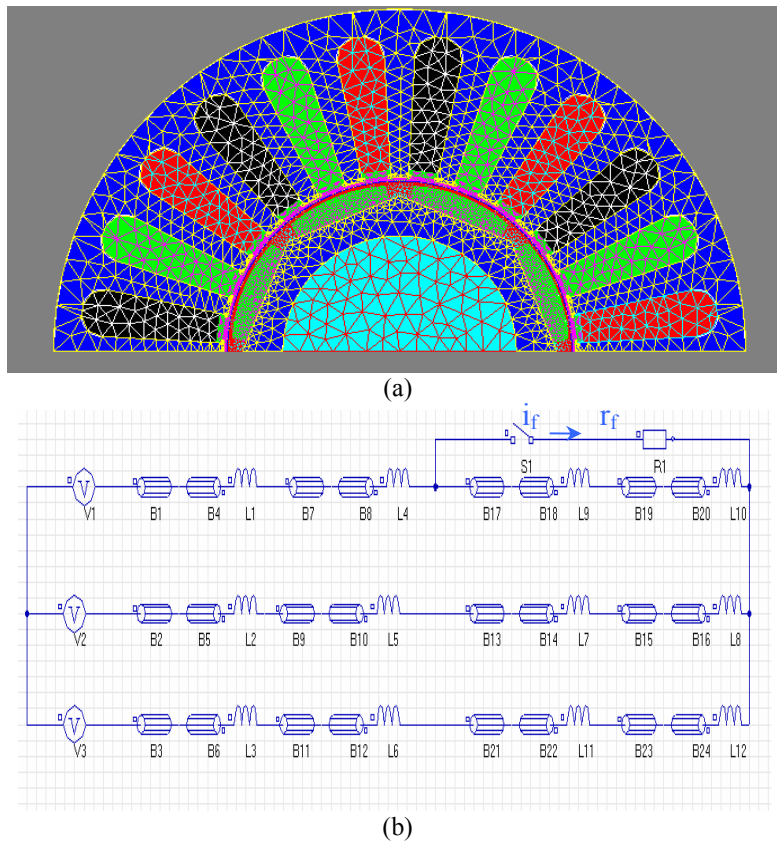 (a)
i_f r_f
S1 R1
V V1 B1 B4 L1 B7 B8 L4 B17 B18 L9 B19 B20 L10
V V2 B2 B5 L2 B9 B10 L5 B13 B14 L7 B15 B16 L8
V V3 B3 B6 L3 B11 B12 L6 B21 B22 L11 B23 B24 L12
(b)